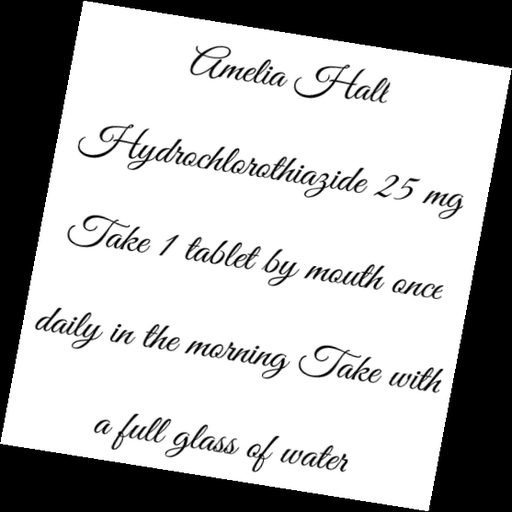 Amelia Halt
Hydrochlorothiazide 25 mg
Take 1 tablet by mouth once
daily in the morning Take with
a full glass of water